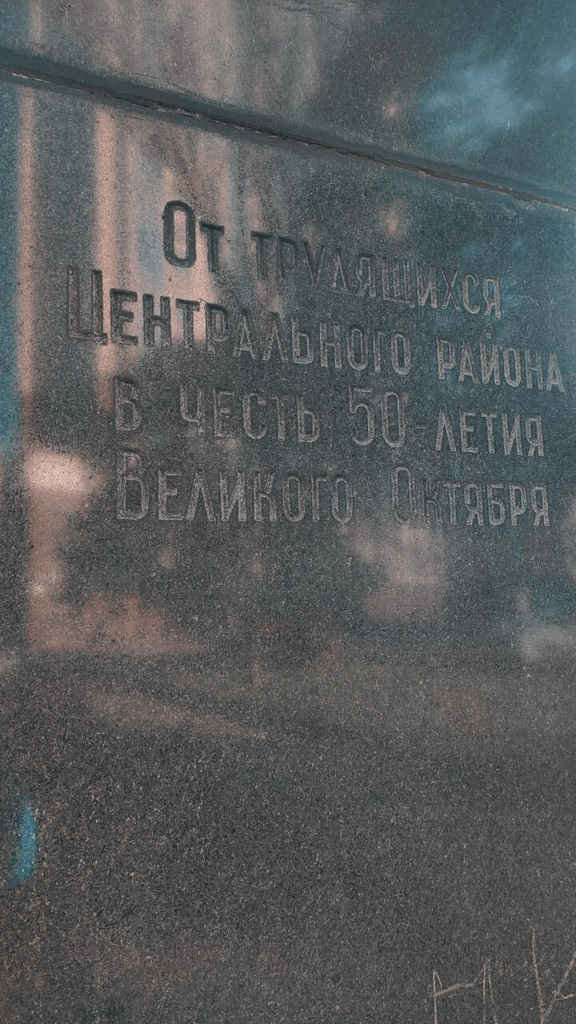 От трудящихся
Центрального района
в честь 50 летия
Великого Октября